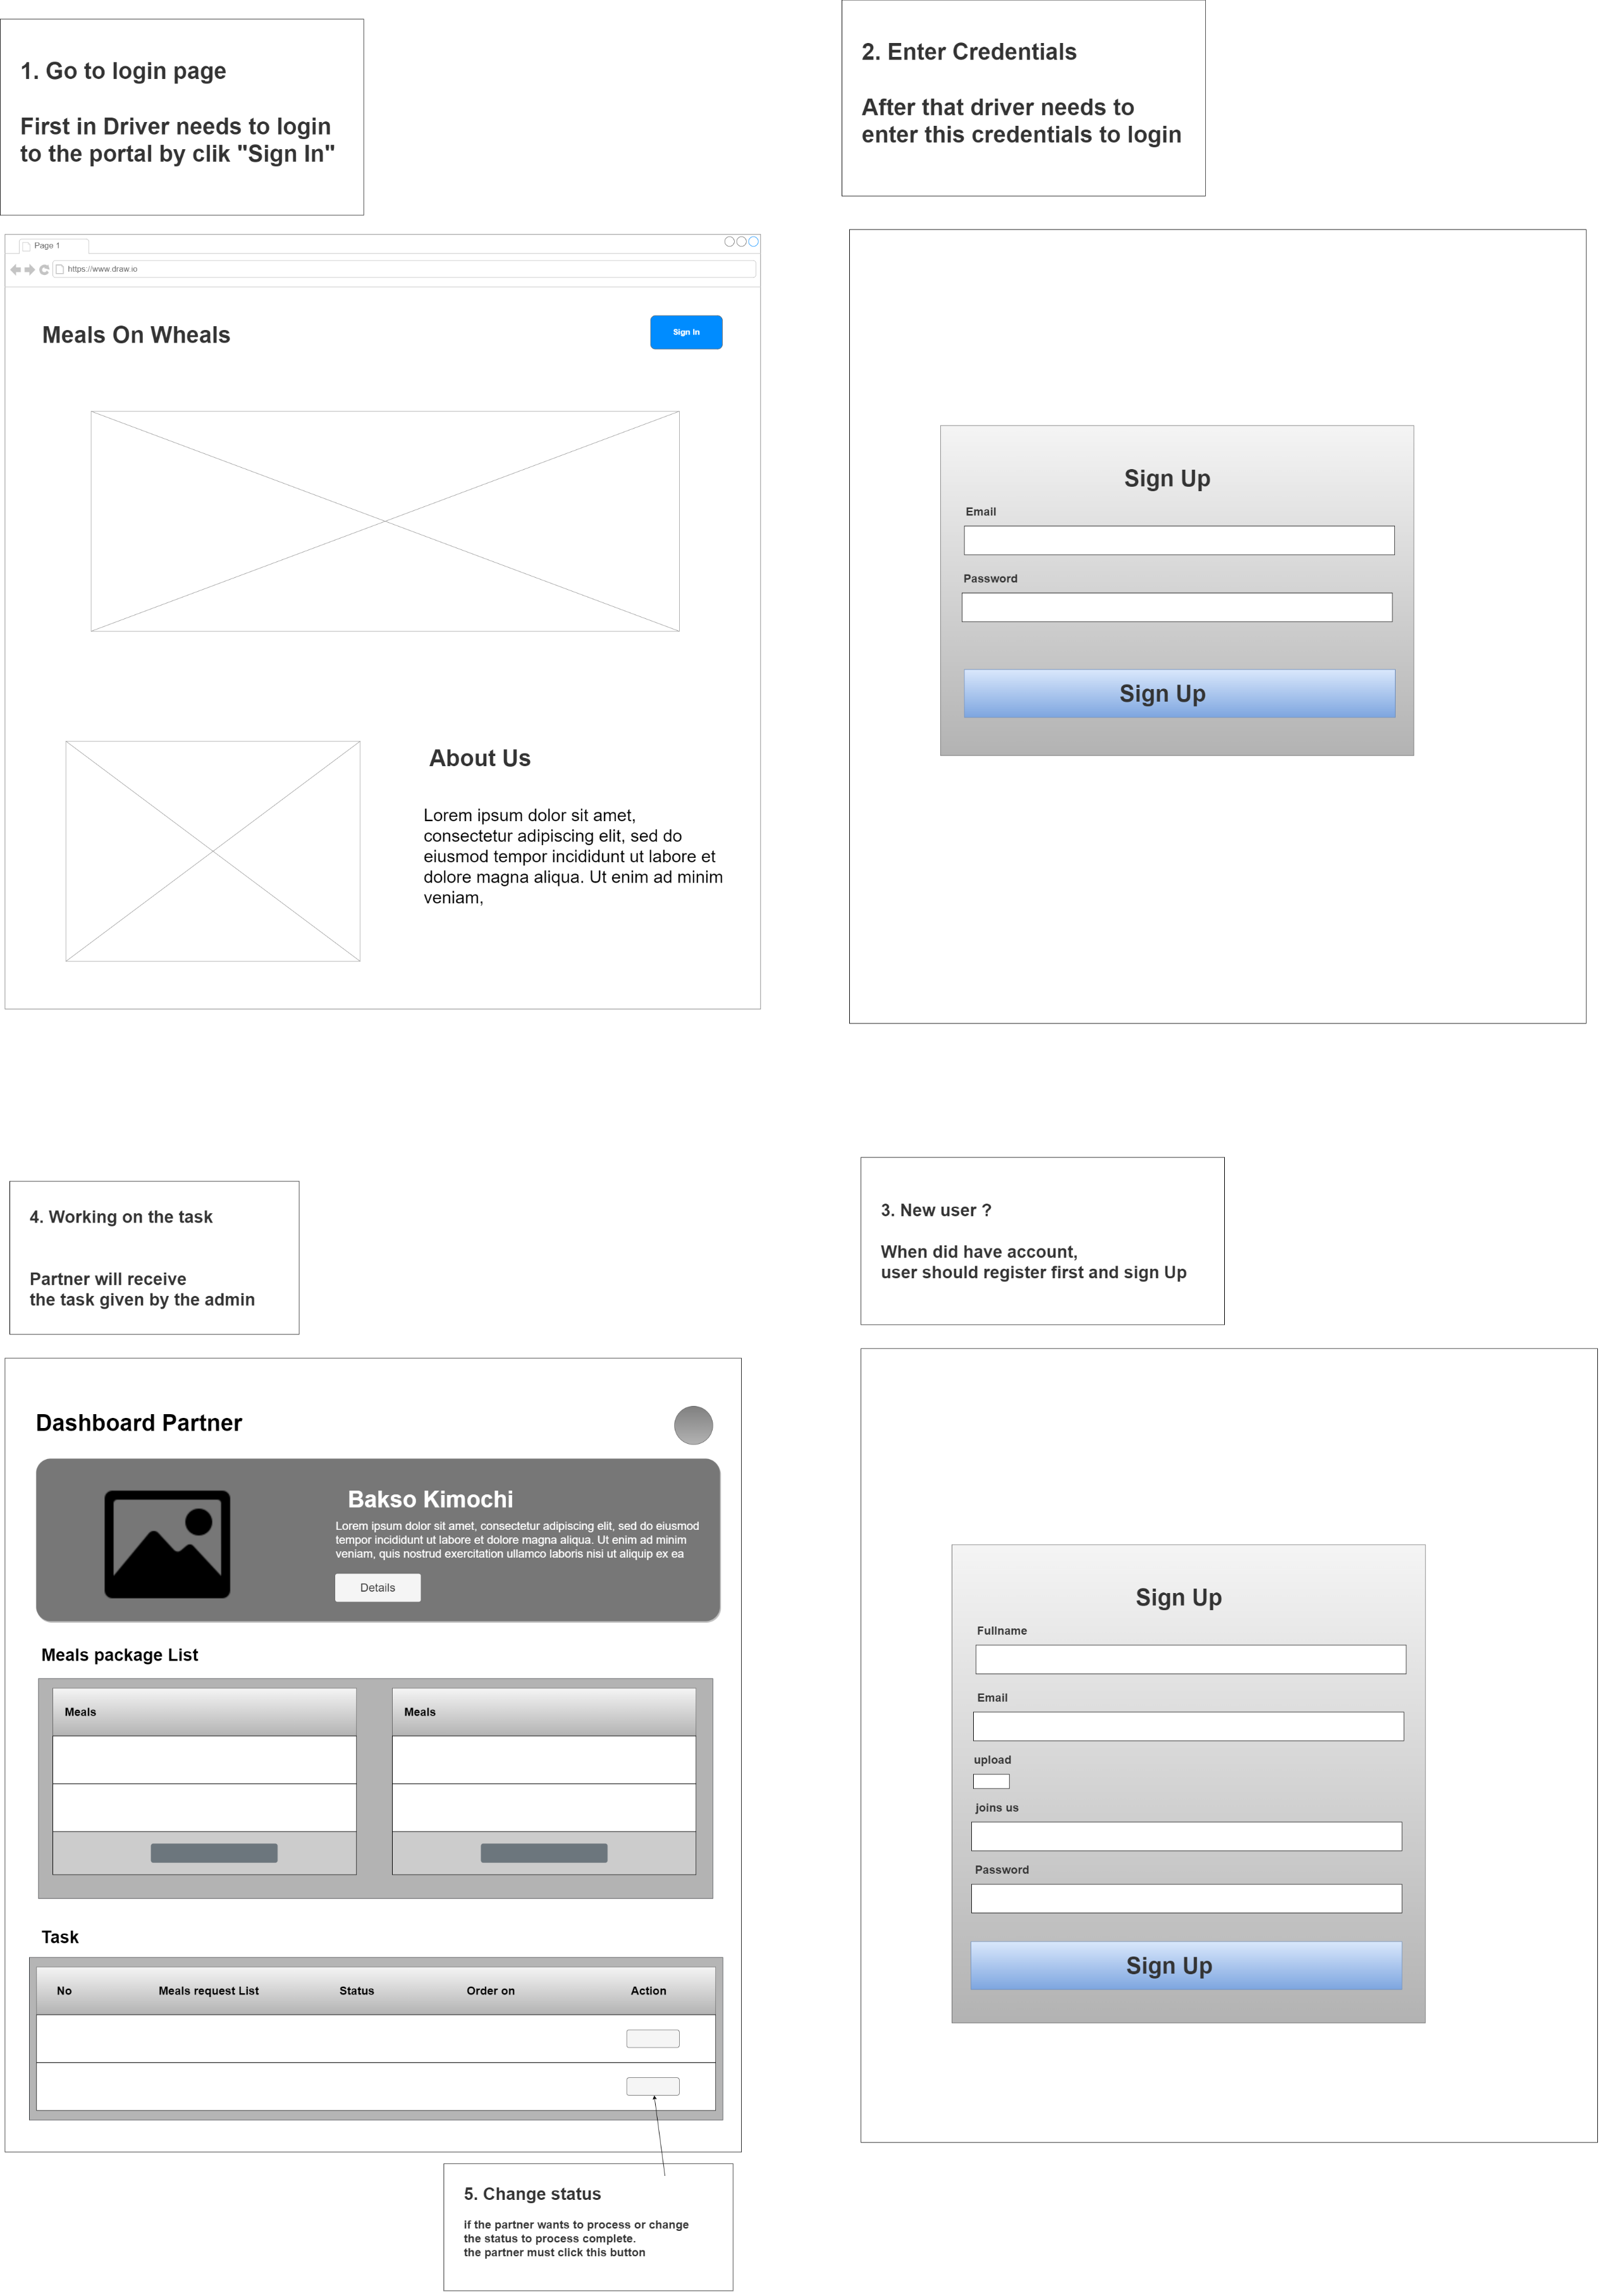 1. Go to login page
First in Driver needs to login
to the portal by clik "Sign In"
2. Enter Credentials
After that driver needs to
enter this credentials to login
Page 1
https://www.draw.io
Meals On Wheals
Sign In
About Us
Lorem ipsum dolor sit amet,
consectetur adipiscing elit, sed do
eiusmod tempor incididunt ut labore et
dolore magna aliqua. Ut enim ad minim
veniam,
Sign Up
Email
Password
Sign Up
4. Working on the task
Partner will receive
the task given by the admin
3. New user ?
When did have account,
user should register first and sign Up
Dashboard Partner
Bakso Kimochi
Lorem ipsum dolor sit amet, consectetur adipiscing elit, sed do eiusmod
tempor incididunt ut labore et dolore magna aliqua. Ut enim ad minim
veniam, quis nostrud exercitation ullamco laboris nisi ut aliquip ex ea
Details
Meals package List
Meals
Meals
Task
No Meals request List Status Order on Action
5. Change status
if the partner wants to process or change
the status to process complete.
the partner must click this button
Sign Up
Fullname
Email
upload
joins us
Password
Sign Up